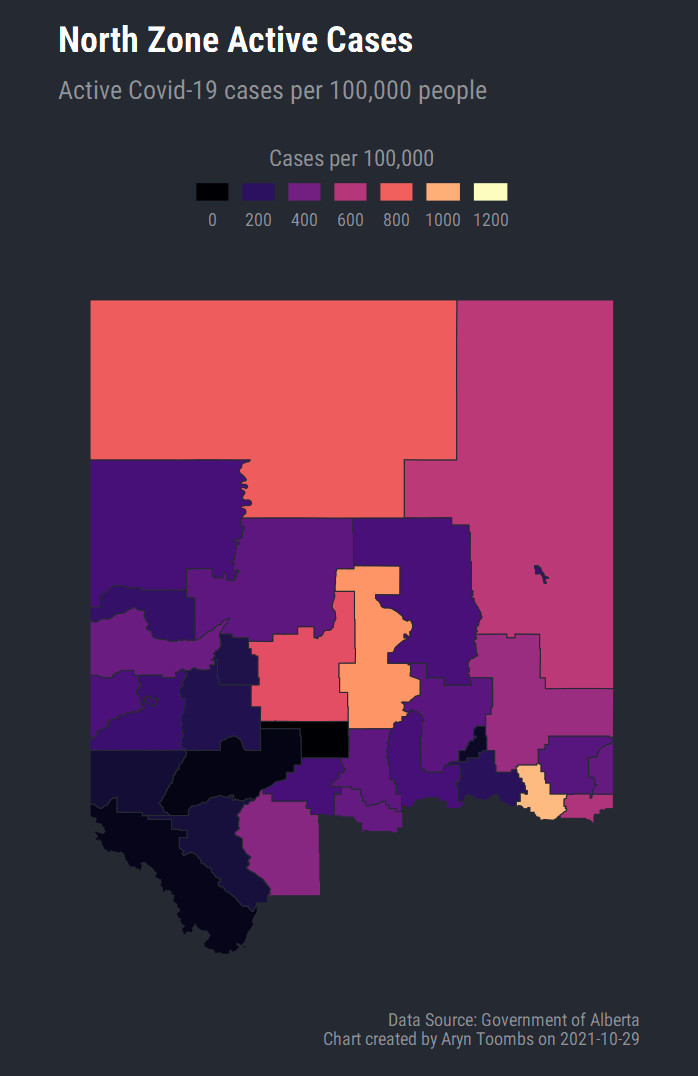 North Zone Active Cases
Active Covid-19 cases per 100,000 people
Cases per 100,000
0 200 400 600 800 1000 1200
Data Source: Government of Alberta
Chart created by Aryn Toombs on 2021-10-29